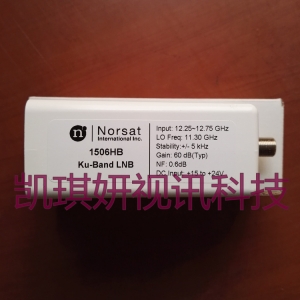 n
Norsat
International Inc.
1506HB
Ku-Band LNB
Input: 12.25~12.75 GHz
LO Freq: 11.30 GHz
Stability:+/- 5 kHz
Gain: 60 dB(Typ)
NF: 0.6dB
DC Input: +15 to +24V
凯琪妍视讯科技